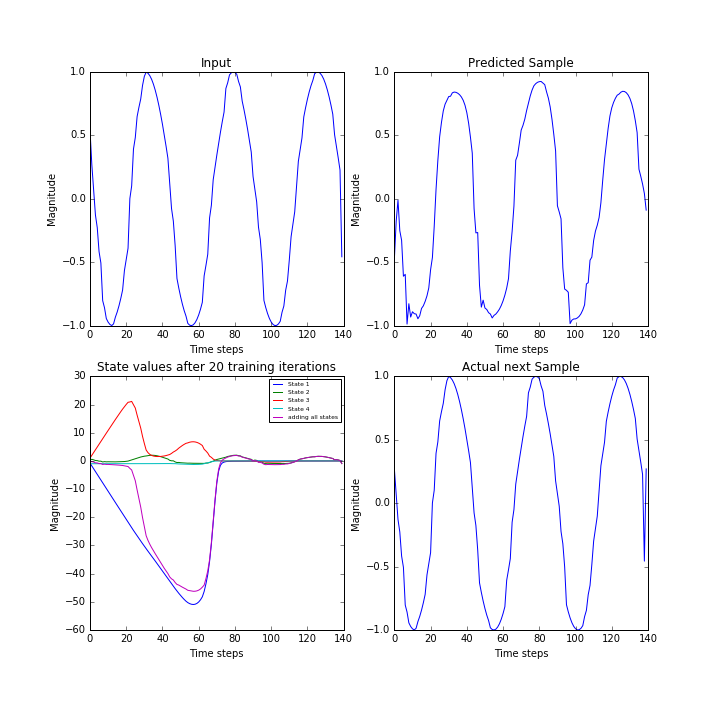 Input
Magnitude
1.0
0.5
0.0
−0.5
−1.0
0 20 40 60 80 100 120 140
Time steps
Predicted Sample
Magnitude
1.0
0.5
0.0
−0.5
−1.0
0 20 40 60 80 100 120 140
Time steps
State values after 20 training iterations
Magnitude
30
20
10
0
−10
−20
−30
−40
−50
−60
0 20 40 60 80 100 120 140
Time steps
State 1
State 2
State 3
State 4
adding all states
Actual next Sample
Magnitude
1.0
0.5
0.0
−0.5
−1.0
0 20 40 60 80 100 120 140
Time steps